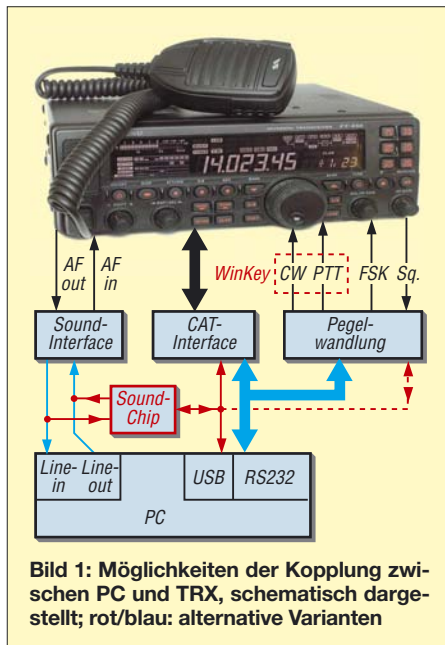 14.023.45
23
AF out
AF in
WinKey
CW PTT
FSK Sq.
Sound-
Interface
CAT-
Interface
Pegel-
wandlung
Sound-
Chip
Line-
in
Line-
out
USB
RS232
PC
Bild 1: Möglichkeiten der Kopplung zwi-
schen PC und TRX, schematisch darge-
stellt; rot/blau: alternative Varianten